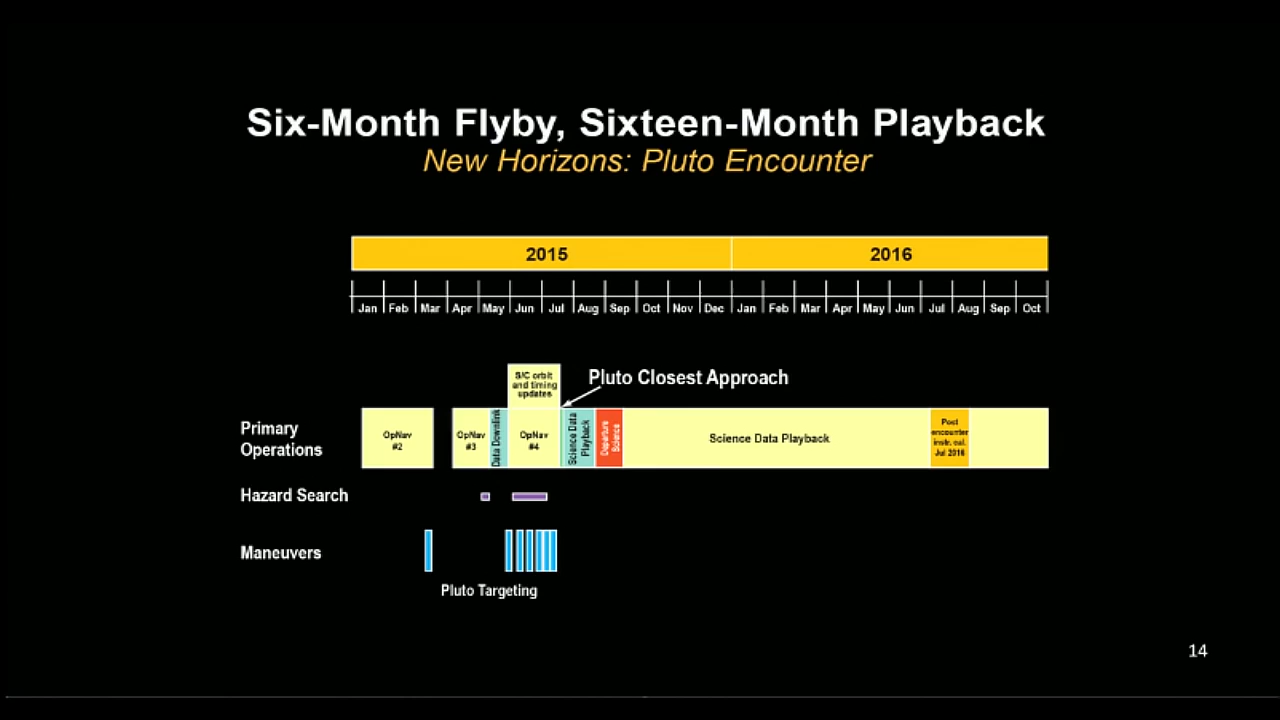 Six-Month Flyby, Sixteen-Month Playback
New Horizons: Pluto Encounter
2015 2016
Jan Feb Mar Apr May Jun Jul Aug Sep Oct Nov Dec Jan Feb Mar Apr May Jun Jul Aug Sep Oct
S/C orbit
and timing
updates
Pluto Closest Approach
Primary
Operations
OpNav
#2
OpNav
#3
Data Downlink
OpNav
#4
Science Data
Playback
Departure
Science
Science Data Playback
Post
encounter
instr. cal.
Jul 2016
Hazard Search
Maneuvers
Pluto Targeting
14